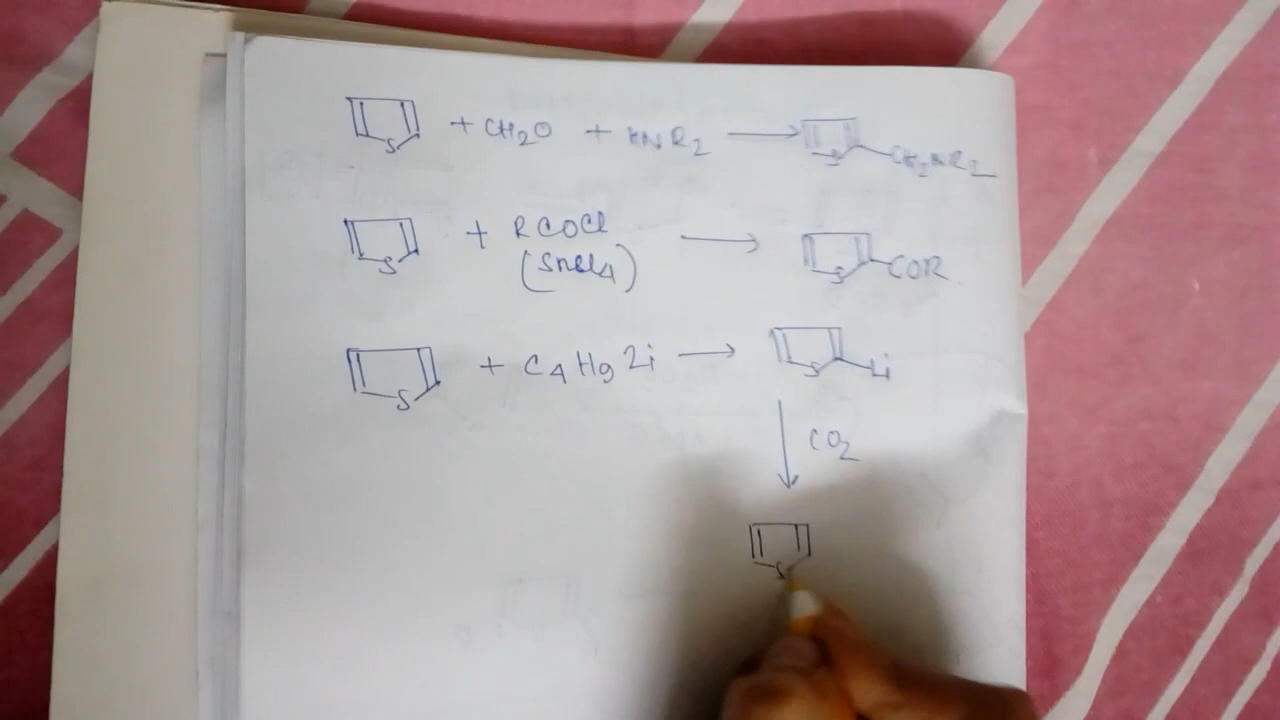 S + CH2O + HNR2 → S CH2NR2
S + RCOCl → S COR
(SnCl4)
S + C4H9Li → S Li
↓ CO2
S